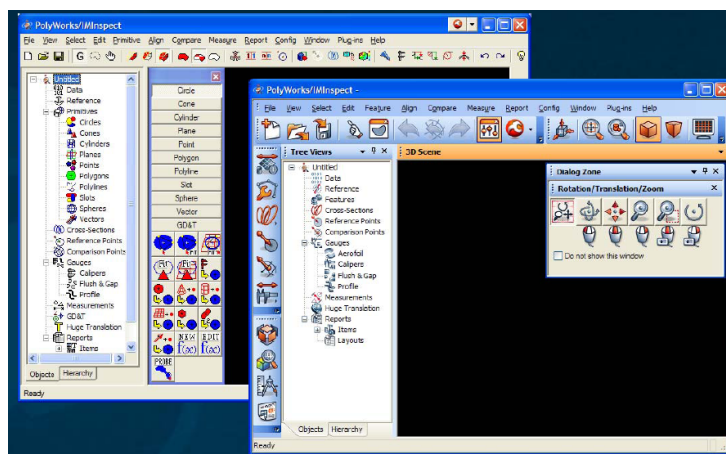 PolyWorks/IMInspect
File View Select Edit Primitive Align Compare Measure Report Config Window Plug-ins Help
G
Untitled
Data
Reference
Primitives
Circles
Cones
Cylinders
Planes
Points
Polygons
Polylines
Slots
Spheres
Vectors
Cross-Sections
Reference Points
Comparison Points
Gauges
Calipers
Flush & Gap
Profile
Measurements
GD&T
Huge Translation
Reports
Items
Objects Hierarchy
Ready
Circle
Cone
Cylinder
Plane
Point
Polygon
Polyline
Slot
Sphere
Vector
GD&T
NEW EDIT
f(x) f(x)
PROBE
PolyWorks/IMInspect -
File View Select Edit Feature Align Compare Measure Report Config Window Plug-ins Help
Tree Views
Untitled
Data
Reference
Features
Cross-Sections
Reference Points
Comparison Points
Gauges
Aerofoil
Calipers
Flush & Gap
Profile
Measurements
Huge Translation
Reports
Items
Layouts
Objects Hierarchy
Ready
3D Scene
Dialog Zone
Rotation/Translation/Zoom
Do not show this window